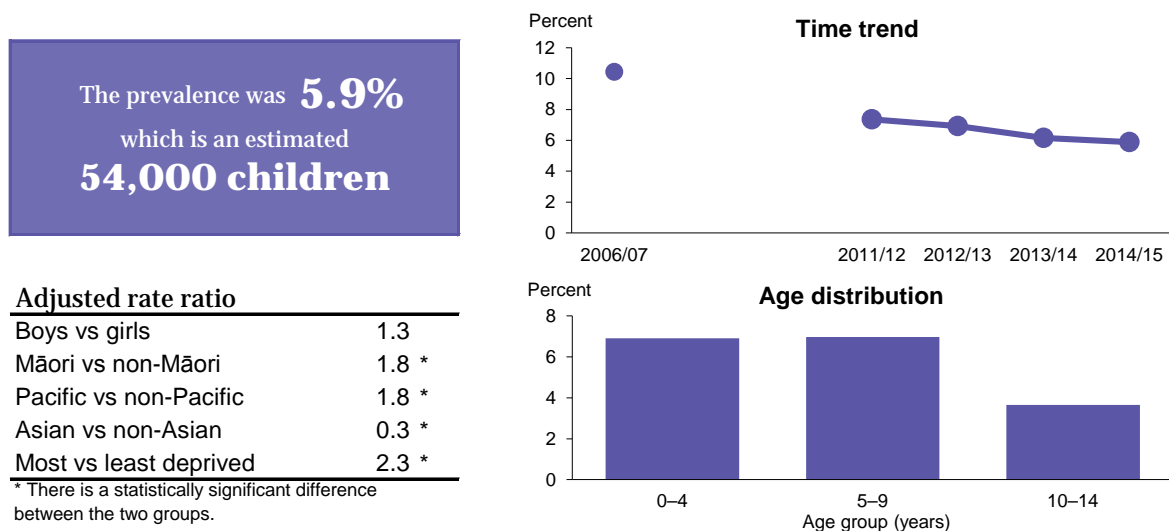 The prevalence was 5.9%
which is an estimated
54,000 children
Adjusted rate ratio
Boys vs girls 1.3
Māori vs non-Māori 1.8 *
Pacific vs non-Pacific 1.8 *
Asian vs non-Asian 0.3 *
Most vs least deprived 2.3 *
* There is a statistically significant difference
between the two groups.
Percent
Time trend
12
10
8
6
4
2
0
2006/07 2011/12 2012/13 2013/14 2014/15
Percent
Age distribution
8
6
4
2
0
0–4 5–9 10–14
Age group (years)